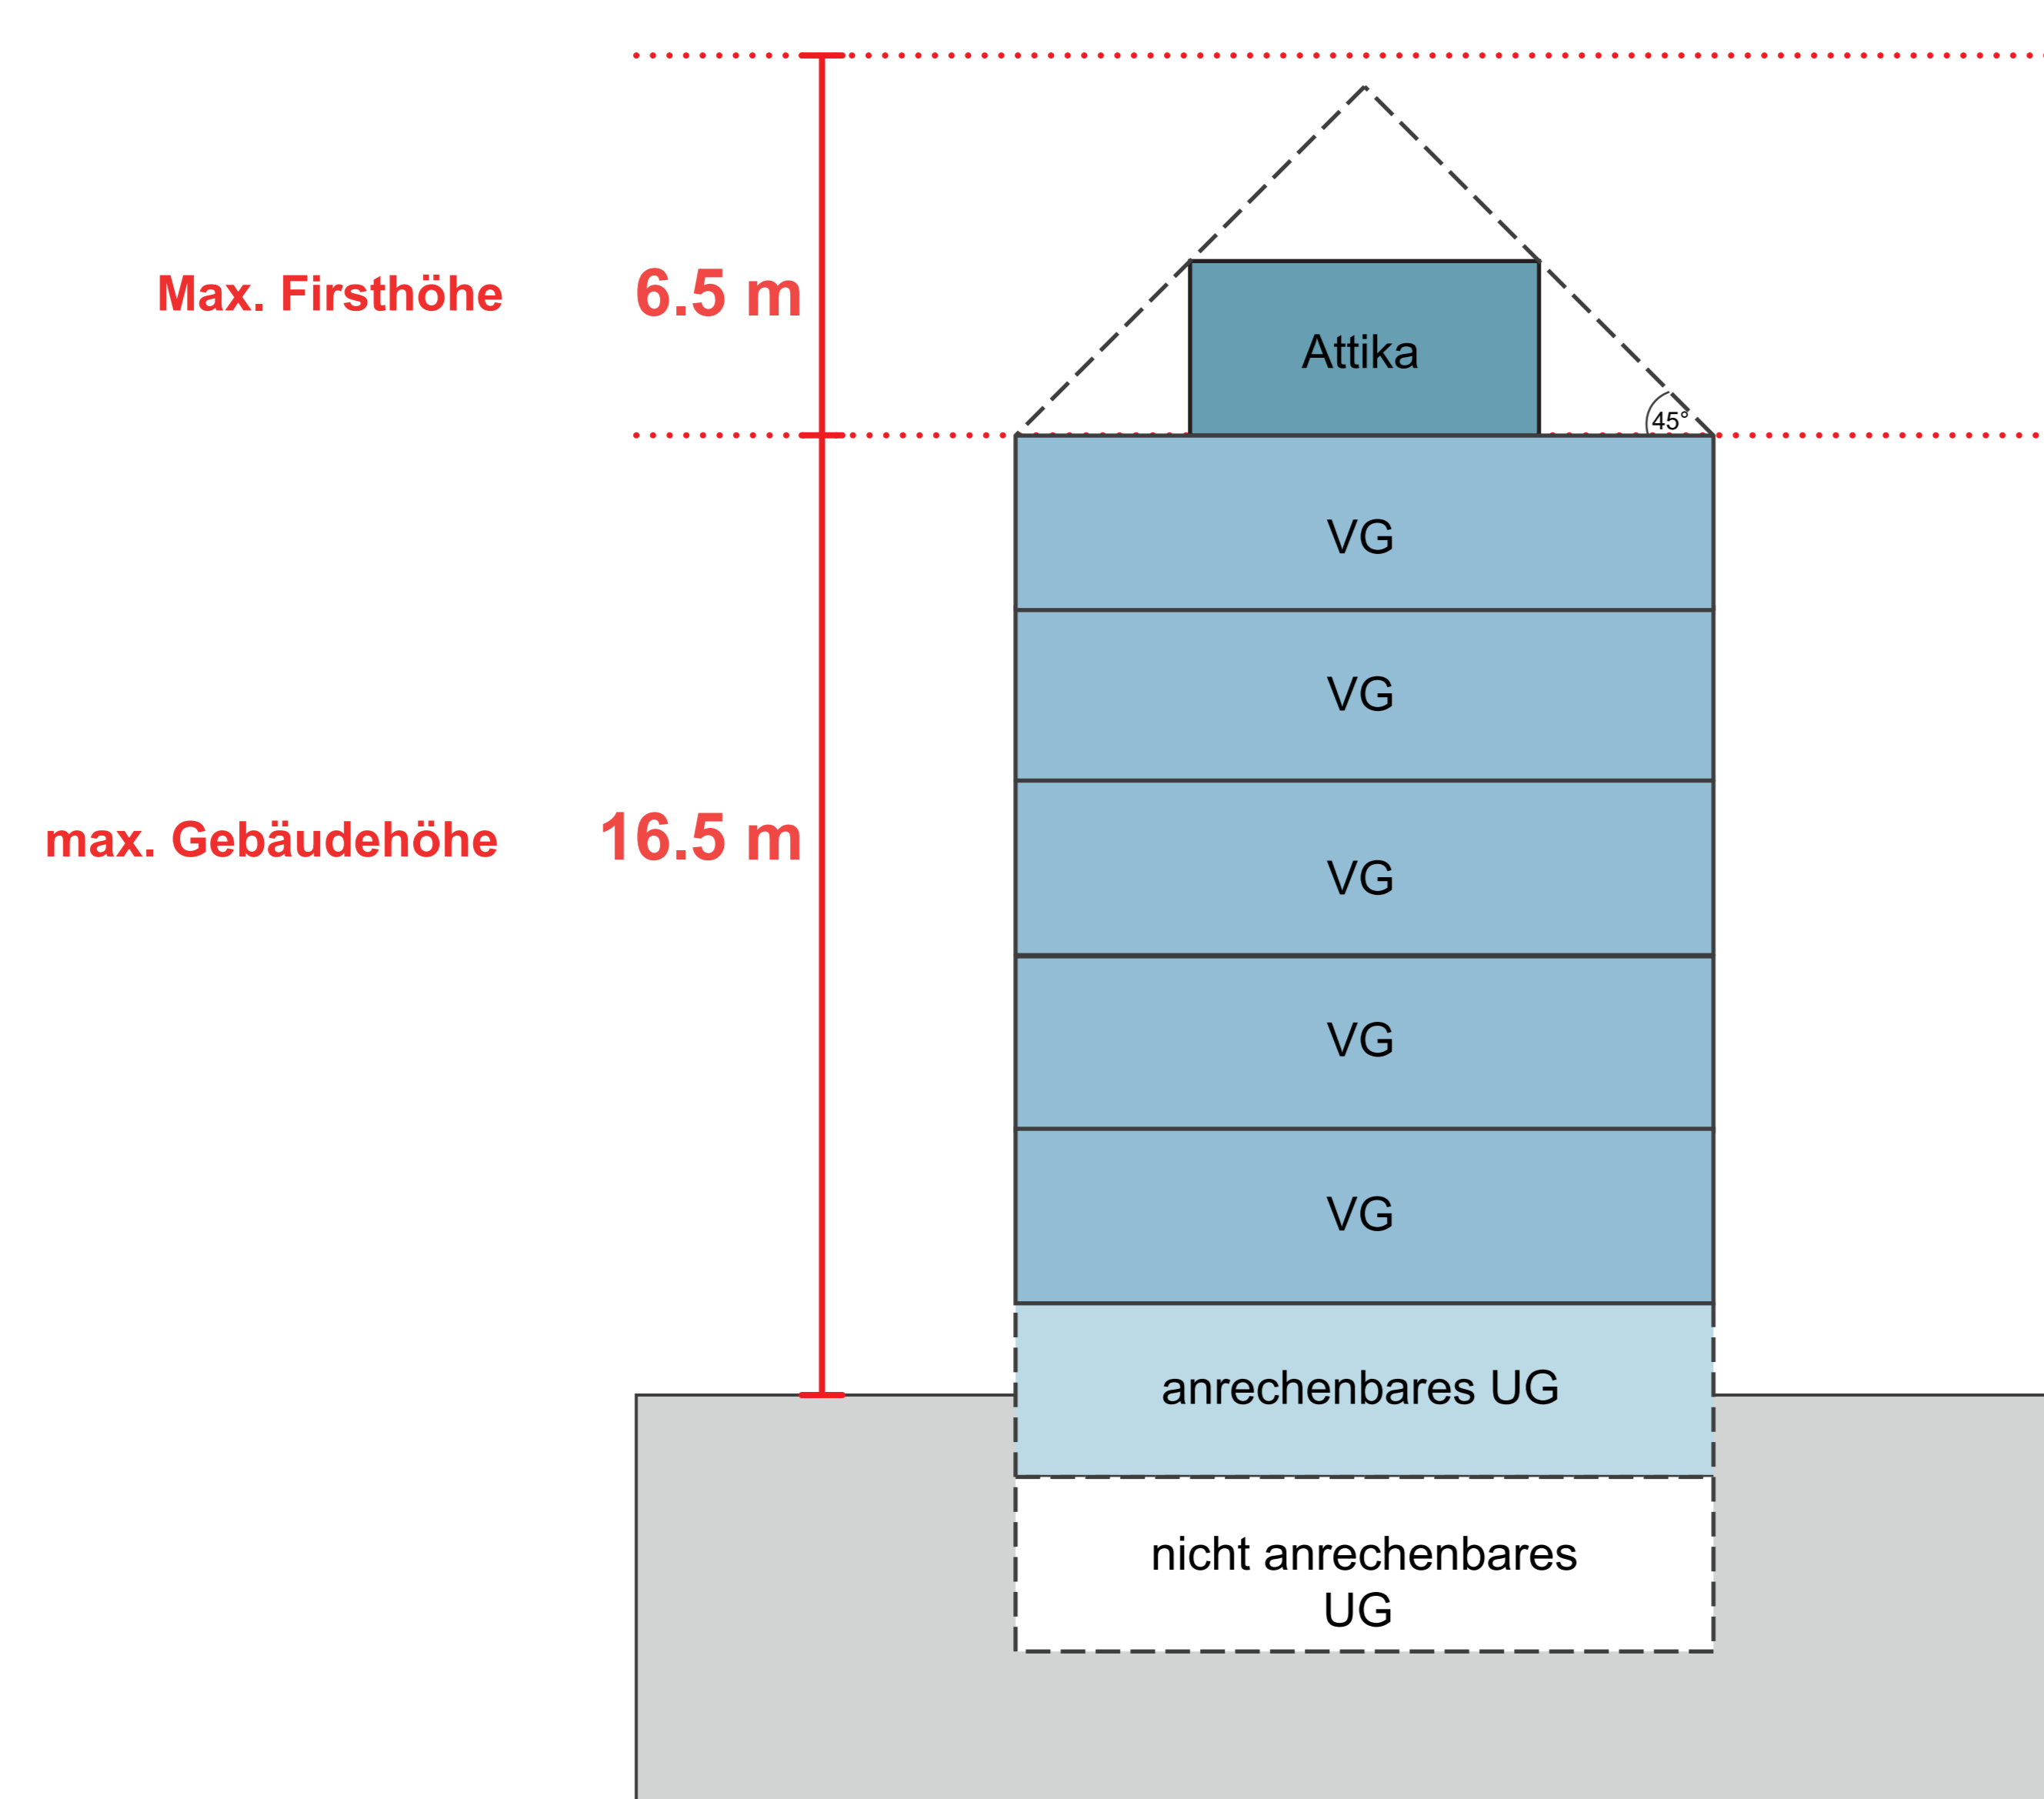 Max. Firsthöhe 6.5 m
Attika
45°
VG
VG
max. Gebäudehöhe 16.5 m
VG
VG
VG
anrechenbares UG
nicht anrechenbares
UG